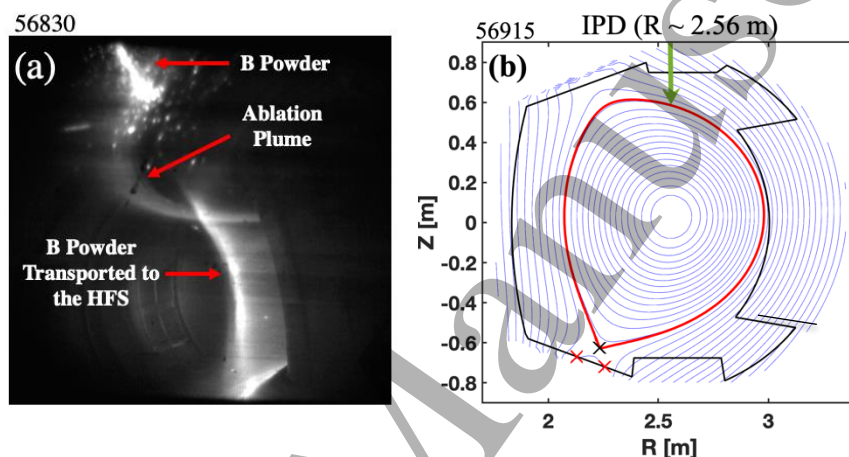 56830
(a)
B Powder
Ablation
Plume
B Powder
Transported to
the HFS
56915
IPD (R ~ 2.56 m)
(b)
0.8
0.6
0.4
0.2
0
-0.2
-0.4
-0.6
-0.8
Z [m]
2
2.5
3
R [m]
Manus